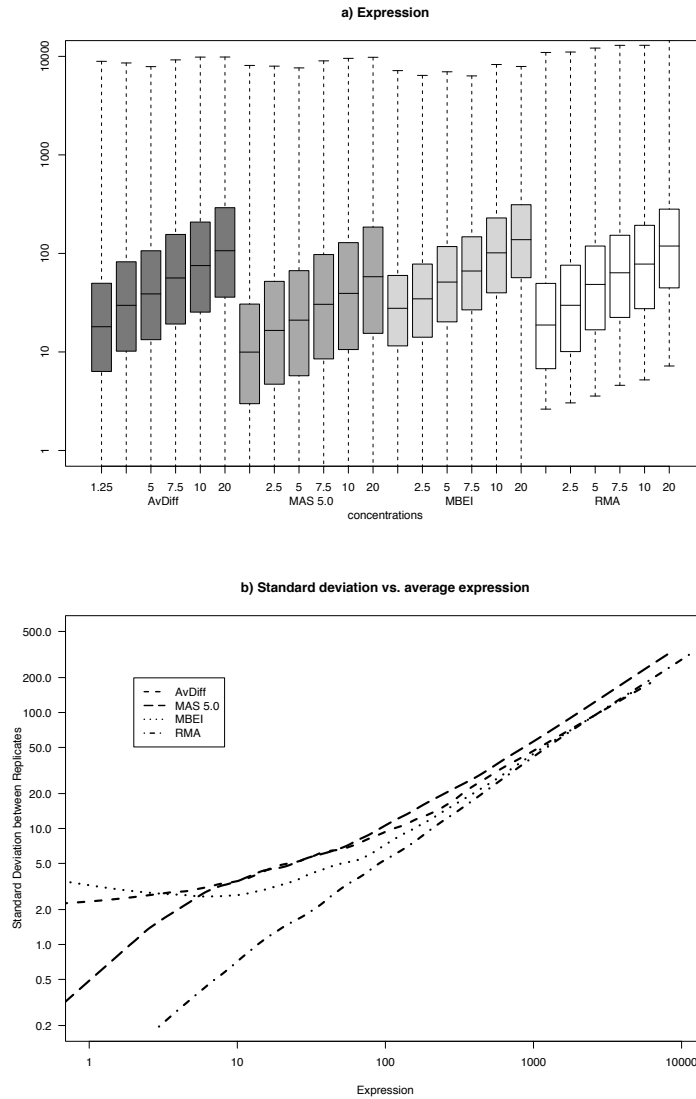 a) Expression
10000
1000
100
10
1
1.25 5 7.5 10 20 2.5 5 7.5 10 20 2.5 5 7.5 10 20 2.5 5 7.5 10 20
AvDiff MAS 5.0 MBEI RMA
concentrations
b) Standard deviation vs. average expression
Standard Deviation between Replicates
500.0
200.0
100.0
50.0
20.0
10.0
5.0
2.0
1.0
0.5
0.2
AvDiff
MAS 5.0
MBEI
RMA
1 10 100 1000 10000
Expression